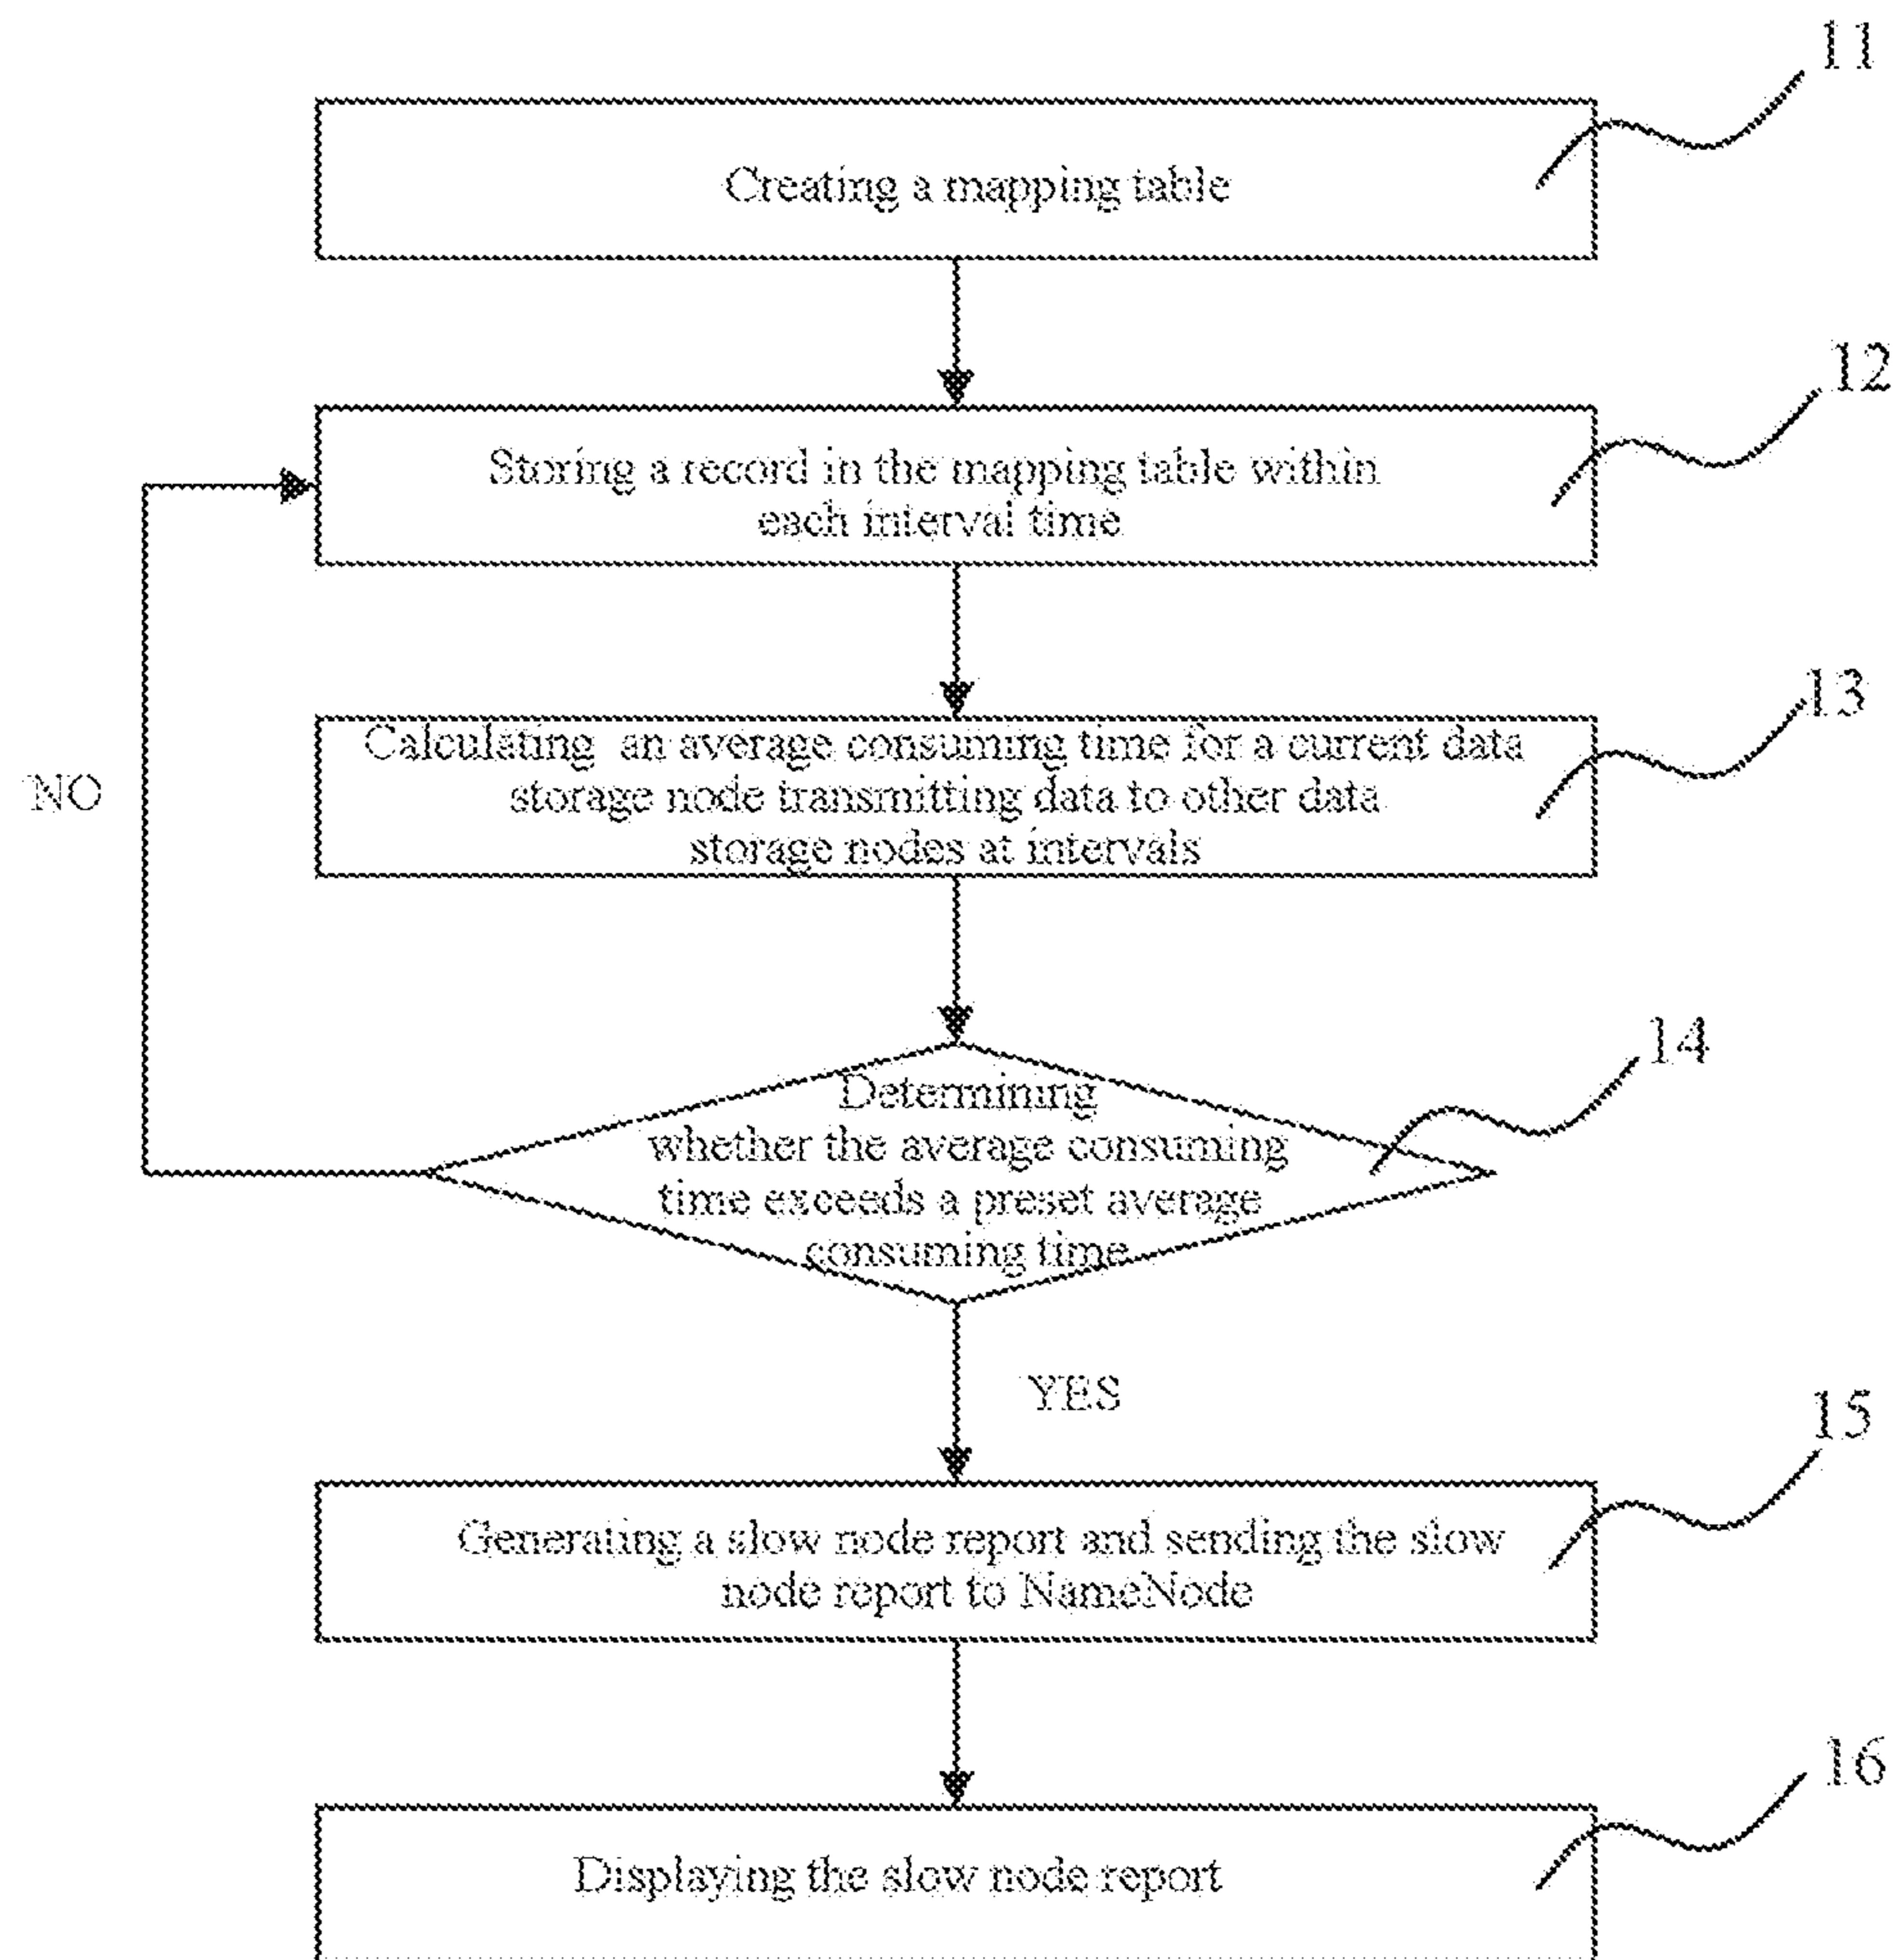 11
Creating a mapping table
12
Storing a record in the mapping table within
each interval time
13
Calculating an average consuming time for a current data
storage node transmitting data to other data
storage nodes at intervals
NO
14
Determining
whether the average consuming
time exceeds a preset average
consuming time
YES
15
Generating a slow node report and sending the slow
node report to NameNode
16
Displaying the slow node report